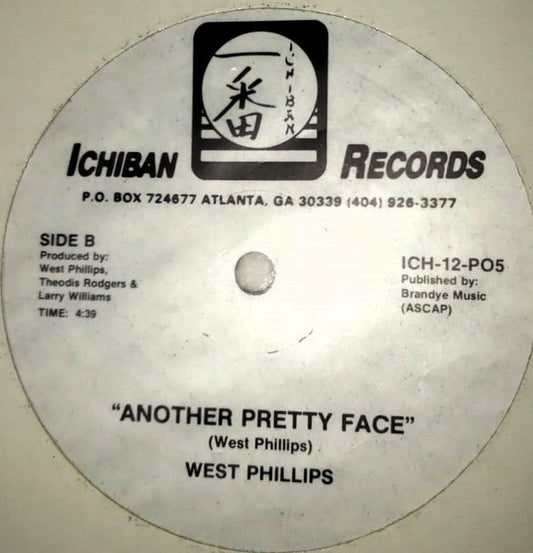 一番
ICHIBAN
ICHIBAN RECORDS
P.O. BOX 724677 ATLANTA, GA 30339 (404) 926-3377
SIDE B
Produced by:
West Phillips,
Theodis Rodgers &
Larry Williams
TIME: 4:39
ICH-12-PO5
Published by:
Brandye Music
(ASCAP)
"ANOTHER PRETTY FACE"
(West Phillips)
WEST PHILLIPS